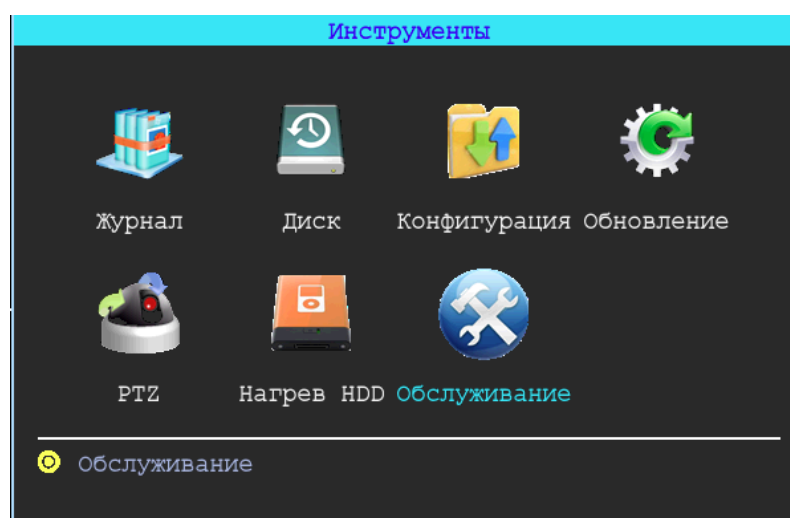 Инструменты
Журнал Диск Конфигурация Обновление
PTZ Нагрев HDD Обслуживание
Обслуживание